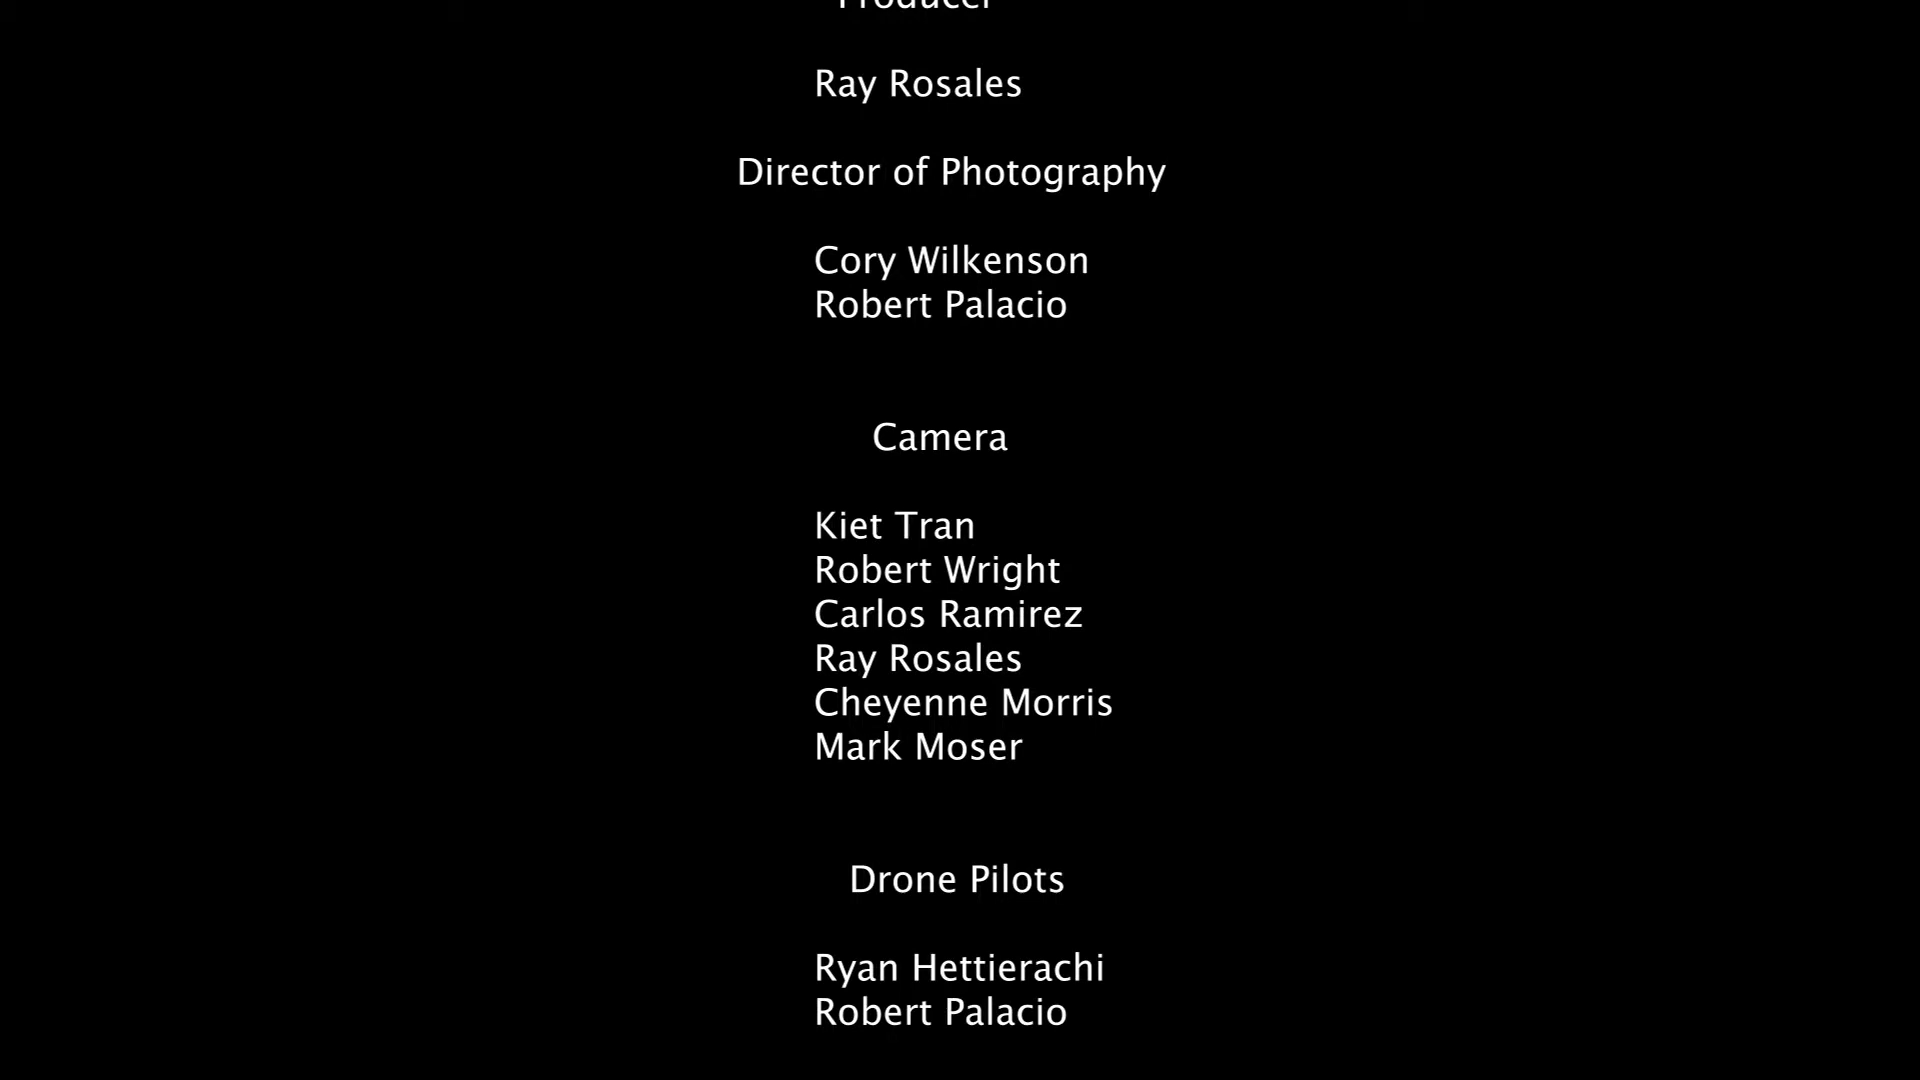 Producer
Ray Rosales
Director of Photography
Cory Wilkenson
Robert Palacio
Camera
Kiet Tran
Robert Wright
Carlos Ramirez
Ray Rosales
Cheyenne Morris
Mark Moser
Drone Pilots
Ryan Hettierachi
Robert Palacio